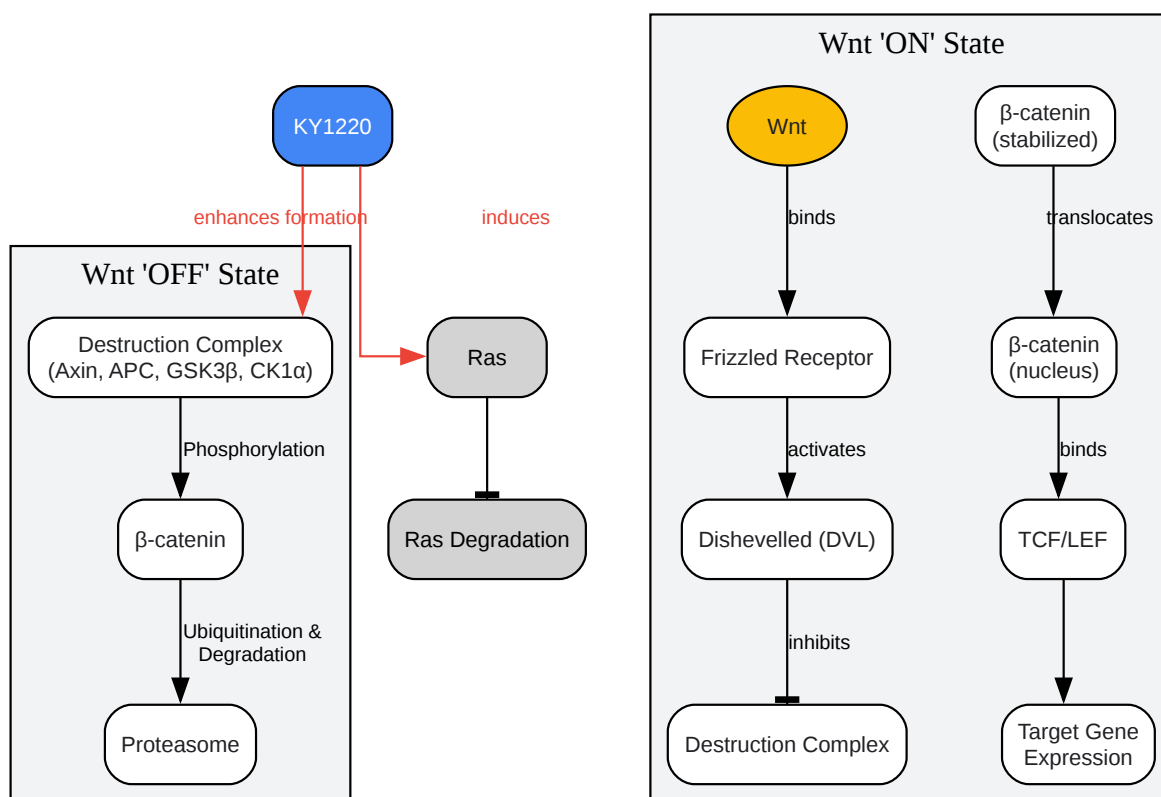 Wnt 'ON' State
KY1220
Wnt
β-catenin
(stabilized)
enhances formation
induces
binds
translocates
Wnt 'OFF' State
Destruction Complex
(Axin, APC, GSK3β, CK1α)
Ras
Frizzled Receptor
β-catenin
(nucleus)
Phosphorylation
activates
binds
β-catenin
Ras Degradation
Dishevelled (DVL)
TCF/LEF
Ubiquitination &
Degradation
inhibits
Proteasome
Destruction Complex
Target Gene
Expression